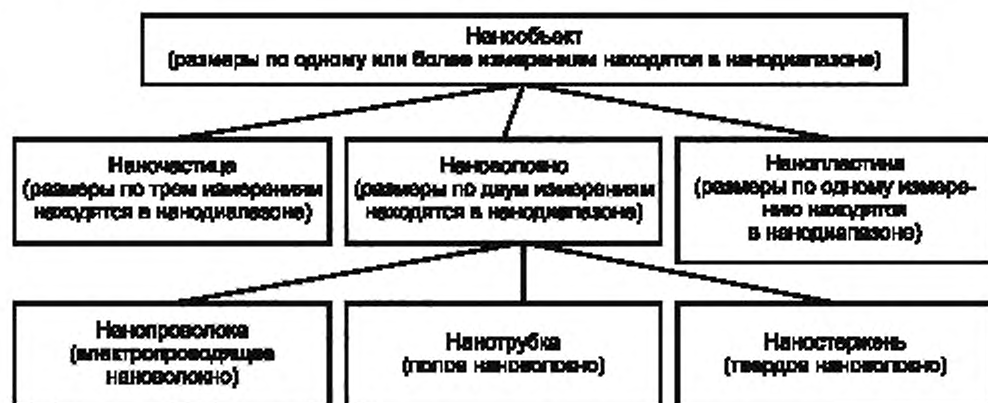 Нанообъект
(размеры по одному или более измерениям находятся в нанодиапазоне)
Наночастица
(размеры по трем измерениям
находятся в нанодиапазоне)
Нановолокно
(размеры по двум измерениям
находятся в нанодиапазоне)
Нанопластина
(размеры по одному измере-
нию находятся
в нанодиапазоне)
Нанопроволока
(электропроводящее
нановолокно)
Нанотрубка
(полое нановолокно)
Наностержень
(твердое нановолокно)